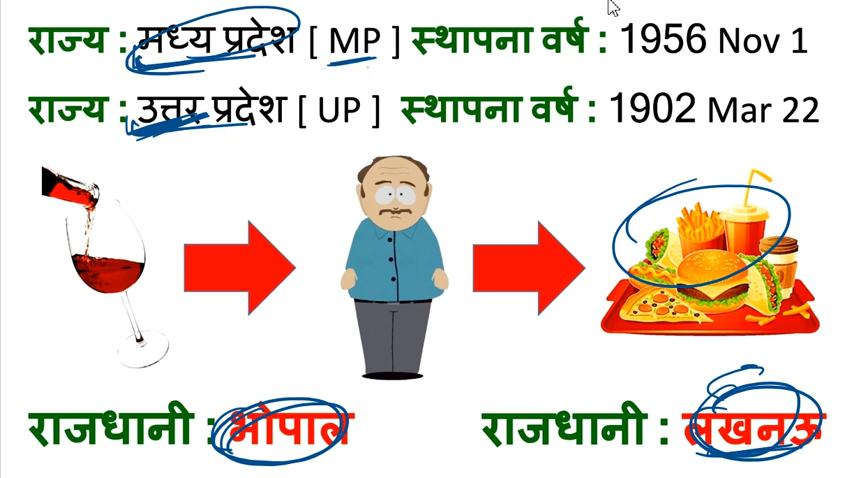 राज्य : मध्य प्रदेश [ MP ] स्थापना वर्ष : 1956 Nov 1
राज्य : उत्तर प्रदेश [ UP ] स्थापना वर्ष : 1902 Mar 22
राजधानी : भोपाल राजधानी : लखनऊ